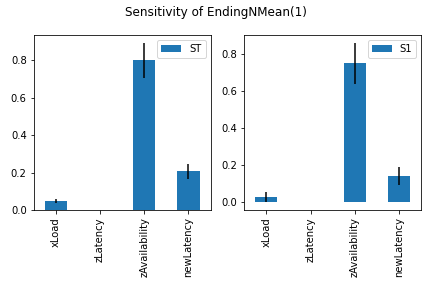 Sensitivity of EndingNMean(1)
ST
0.8
0.6
0.4
0.2
0.0
xLoad
zLatency
zAvailability
newLatency
S1
0.8
0.6
0.4
0.2
0.0
xLoad
zLatency
zAvailability
newLatency